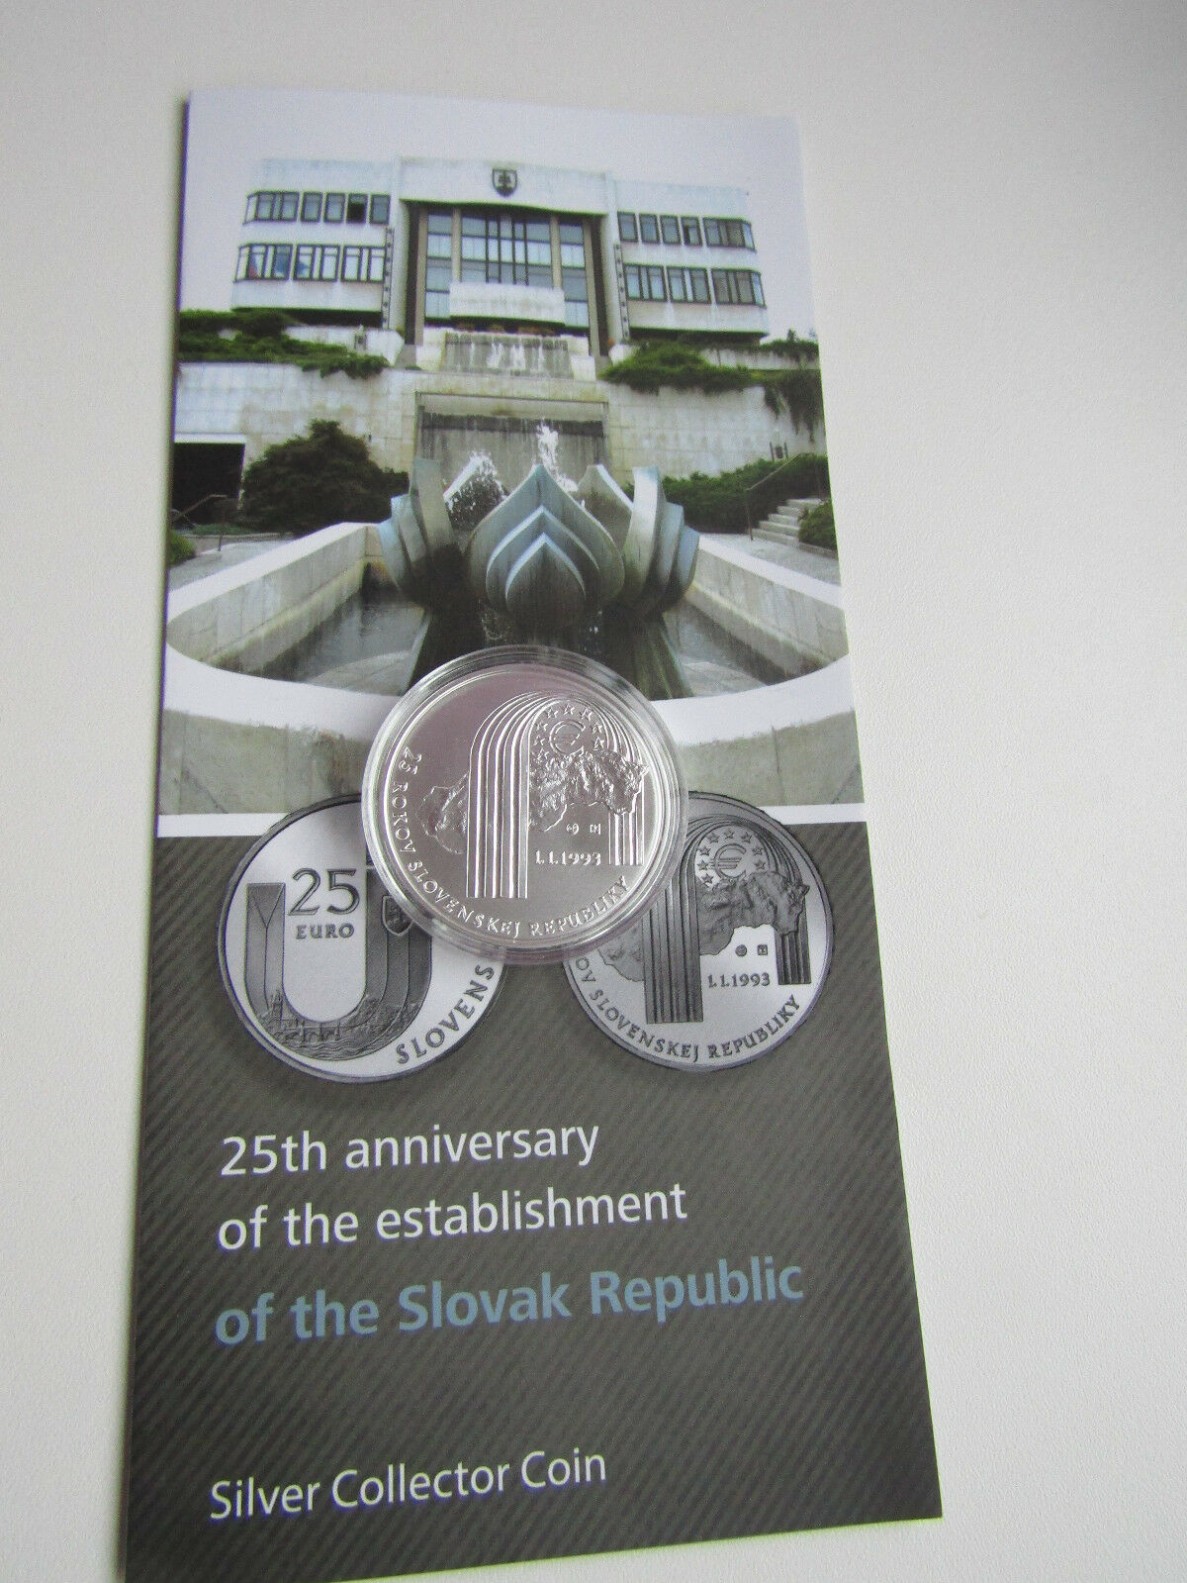 25 ROKOV SLOVENSKEJ REPUBLIKY
1.1.1993
25
EURO
SLOVENS
1.1.1993
OV SLOVENSKEJ REPUBLIKY
25th anniversary
of the establishment
of the Slovak Republic
Silver Collector Coin